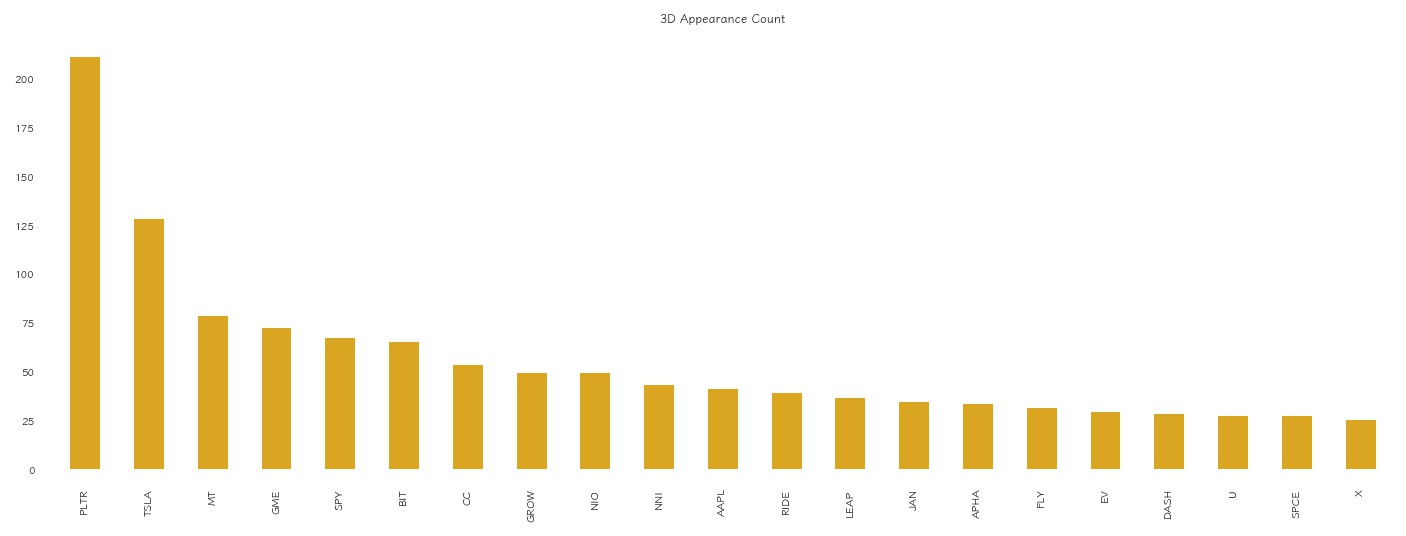 3D Appearance Count
200
175
150
125
100
75
50
25
0
PLTR
TSLA
MT
GME
SPY
BIT
CC
GROW
NIO
NNI
AAPL
RIDE
LEAP
JAN
APHA
FLY
EV
DASH
U
SPCE
X